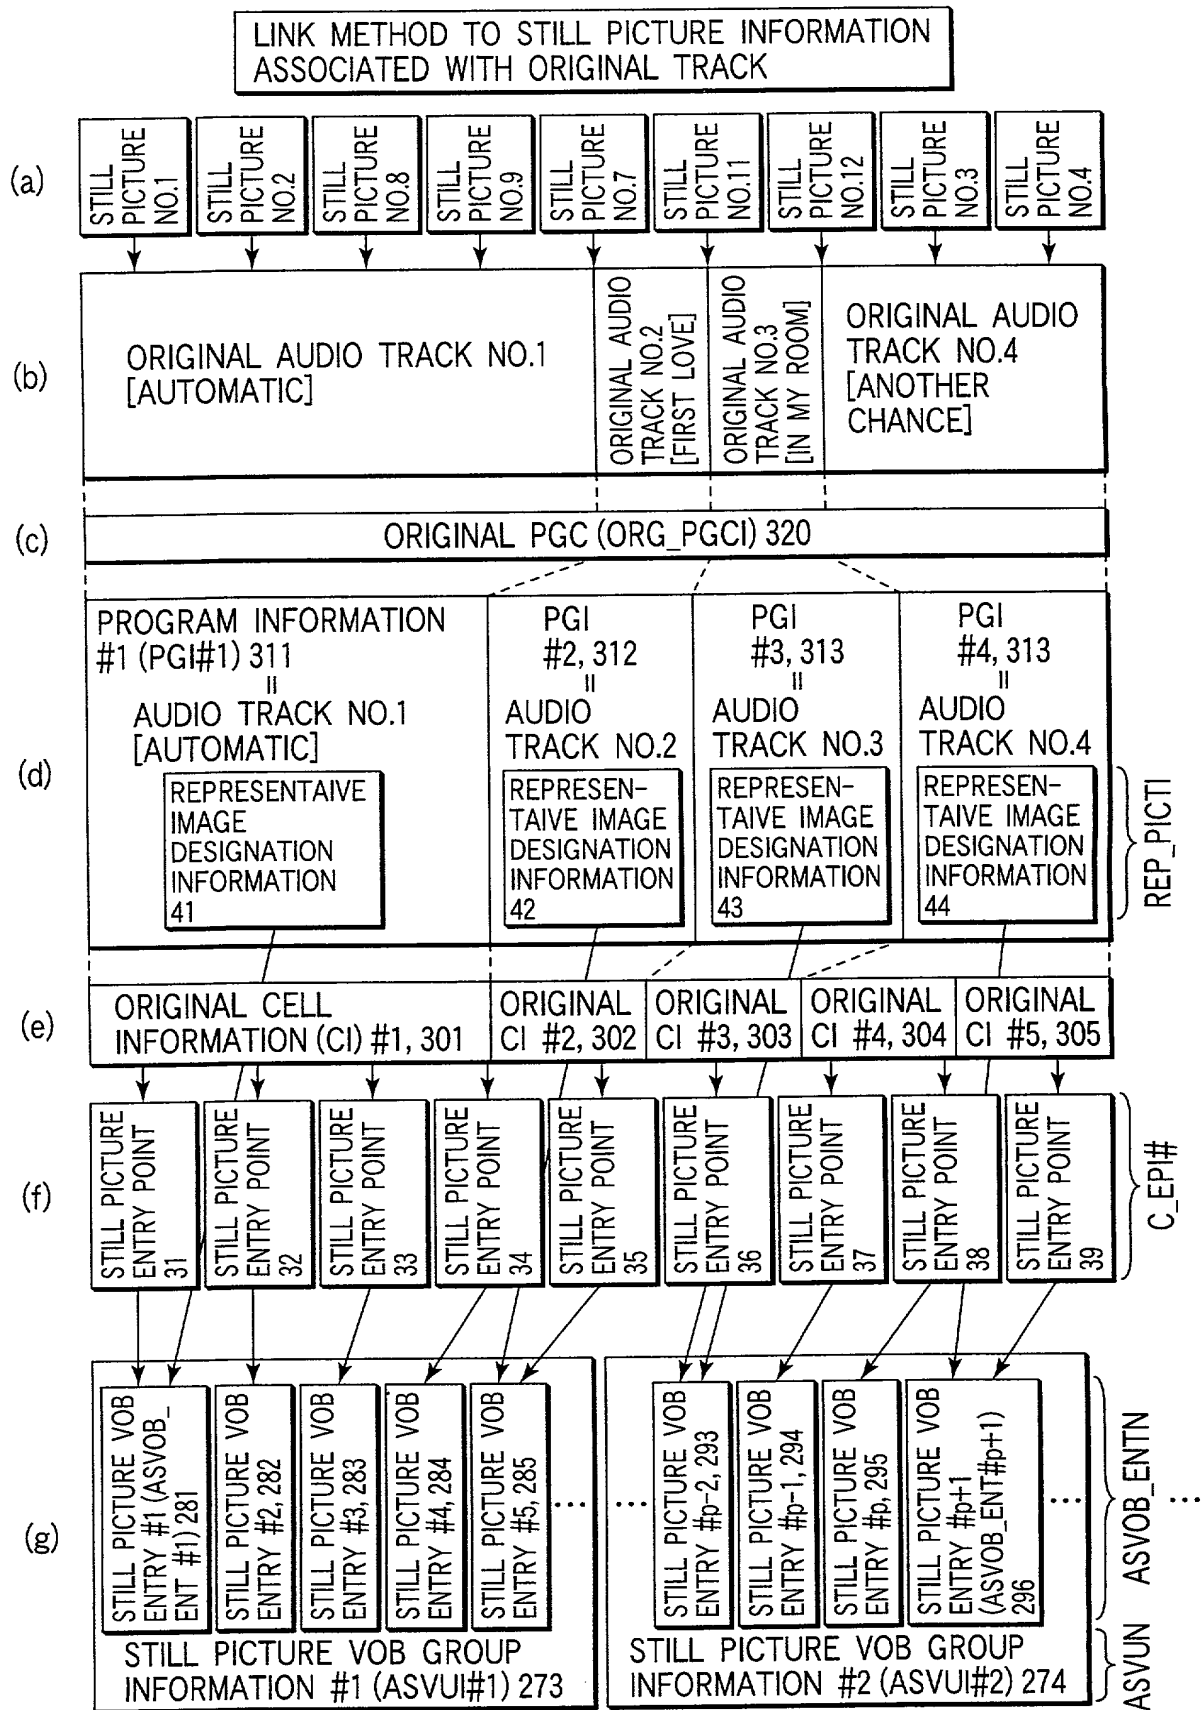 LINK METHOD TO STILL PICTURE INFORMATION
ASSOCIATED WITH ORIGINAL TRACK
(a)
STILL
PICTURE
NO.1
STILL
PICTURE
NO.2
STILL
PICTURE
NO.8
STILL
PICTURE
NO.9
STILL
PICTURE
NO.7
STILL
PICTURE
NO.11
STILL
PICTURE
NO.12
STILL
PICTURE
NO.3
STILL
PICTURE
NO.4
(b)
ORIGINAL AUDIO TRACK NO.1
[AUTOMATIC]
ORIGINAL AUDIO
TRACK NO.2
[FIRST LOVE]
ORIGINAL AUDIO
TRACK NO.3
[IN MY ROOM]
ORIGINAL AUDIO
TRACK NO.4
[ANOTHER
CHANCE]
(c)
ORIGINAL PGC (ORG_PGCI) 320
(d)
PROGRAM INFORMATION
#1 (PGI#1) 311
=
AUDIO TRACK NO.1
[AUTOMATIC]
REPRESENTAIVE
IMAGE
DESIGNATION
INFORMATION
41
PGI
#2, 312
=
AUDIO
TRACK NO.2
REPRESEN-
TAIVE IMAGE
DESIGNATION
INFORMATION
42
PGI
#3, 313
=
AUDIO
TRACK NO.3
REPRESEN-
TAIVE IMAGE
DESIGNATION
INFORMATION
43
PGI
#4, 313
=
AUDIO
TRACK NO.4
REPRESEN-
TAIVE IMAGE
DESIGNATION
INFORMATION
44
REP_PICTI
(e)
ORIGINAL CELL
INFORMATION (CI) #1, 301
ORIGINAL
CI #2, 302
ORIGINAL
CI #3, 303
ORIGINAL
CI #4, 304
ORIGINAL
CI #5, 305
(f)
STILL PICTURE
ENTRY POINT
31
STILL PICTURE
ENTRY POINT
32
STILL PICTURE
ENTRY POINT
33
STILL PICTURE
ENTRY POINT
34
STILL PICTURE
ENTRY POINT
35
STILL PICTURE
ENTRY POINT
36
STILL PICTURE
ENTRY POINT
37
STILL PICTURE
ENTRY POINT
38
STILL PICTURE
ENTRY POINT
39
C_EPI#
(g)
STILL PICTURE VOB
ENTRY #1 (ASVOB_
ENT #1) 281
STILL PICTURE VOB
ENTRY #2, 282
STILL PICTURE VOB
ENTRY #3, 283
STILL PICTURE VOB
ENTRY #4, 284
STILL PICTURE VOB
ENTRY #5, 285
...
STILL PICTURE VOB GROUP
INFORMATION #1 (ASVUI#1) 273
...
STILL PICTURE VOB
ENTRY #p-2, 293
STILL PICTURE VOB
ENTRY #p-1, 294
STILL PICTURE VOB
ENTRY #p, 295
STILL PICTURE VOB
ENTRY #p+1
(ASVOB_ENT#p+1)
296
...
STILL PICTURE VOB GROUP
INFORMATION #2 (ASVUI#2) 274
ASVOB_ENTN
ASVUN
...